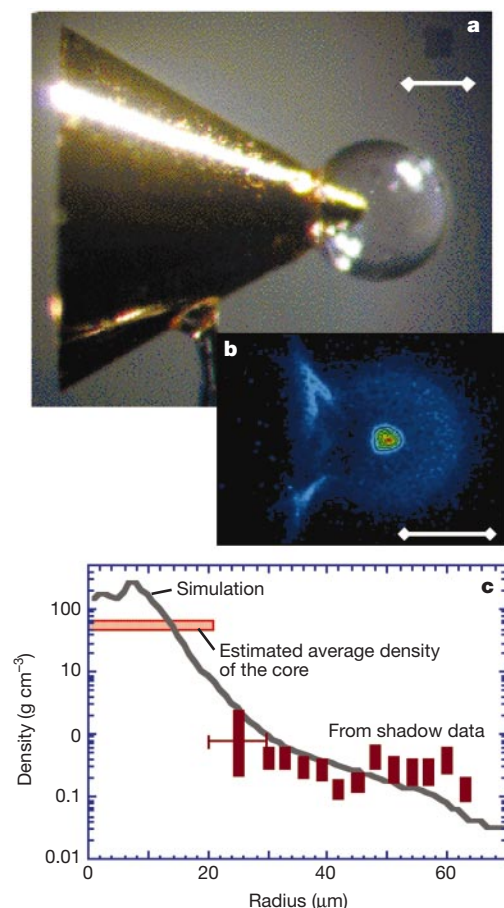 a
b
c
Simulation
Estimated average density
of the core
From shadow data
Density (g cm⁻³)
100
10
0
0.1
0.01
0
20
40
60
Radius (µm)